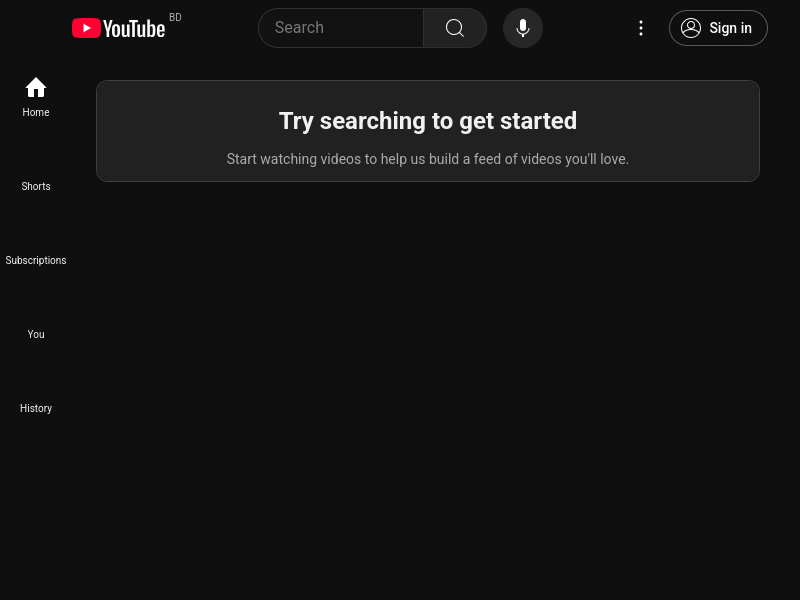 YouTube BD
Search
Sign in
Home
Shorts
Subscriptions
You
History
Try searching to get started
Start watching videos to help us build a feed of videos you'll love.